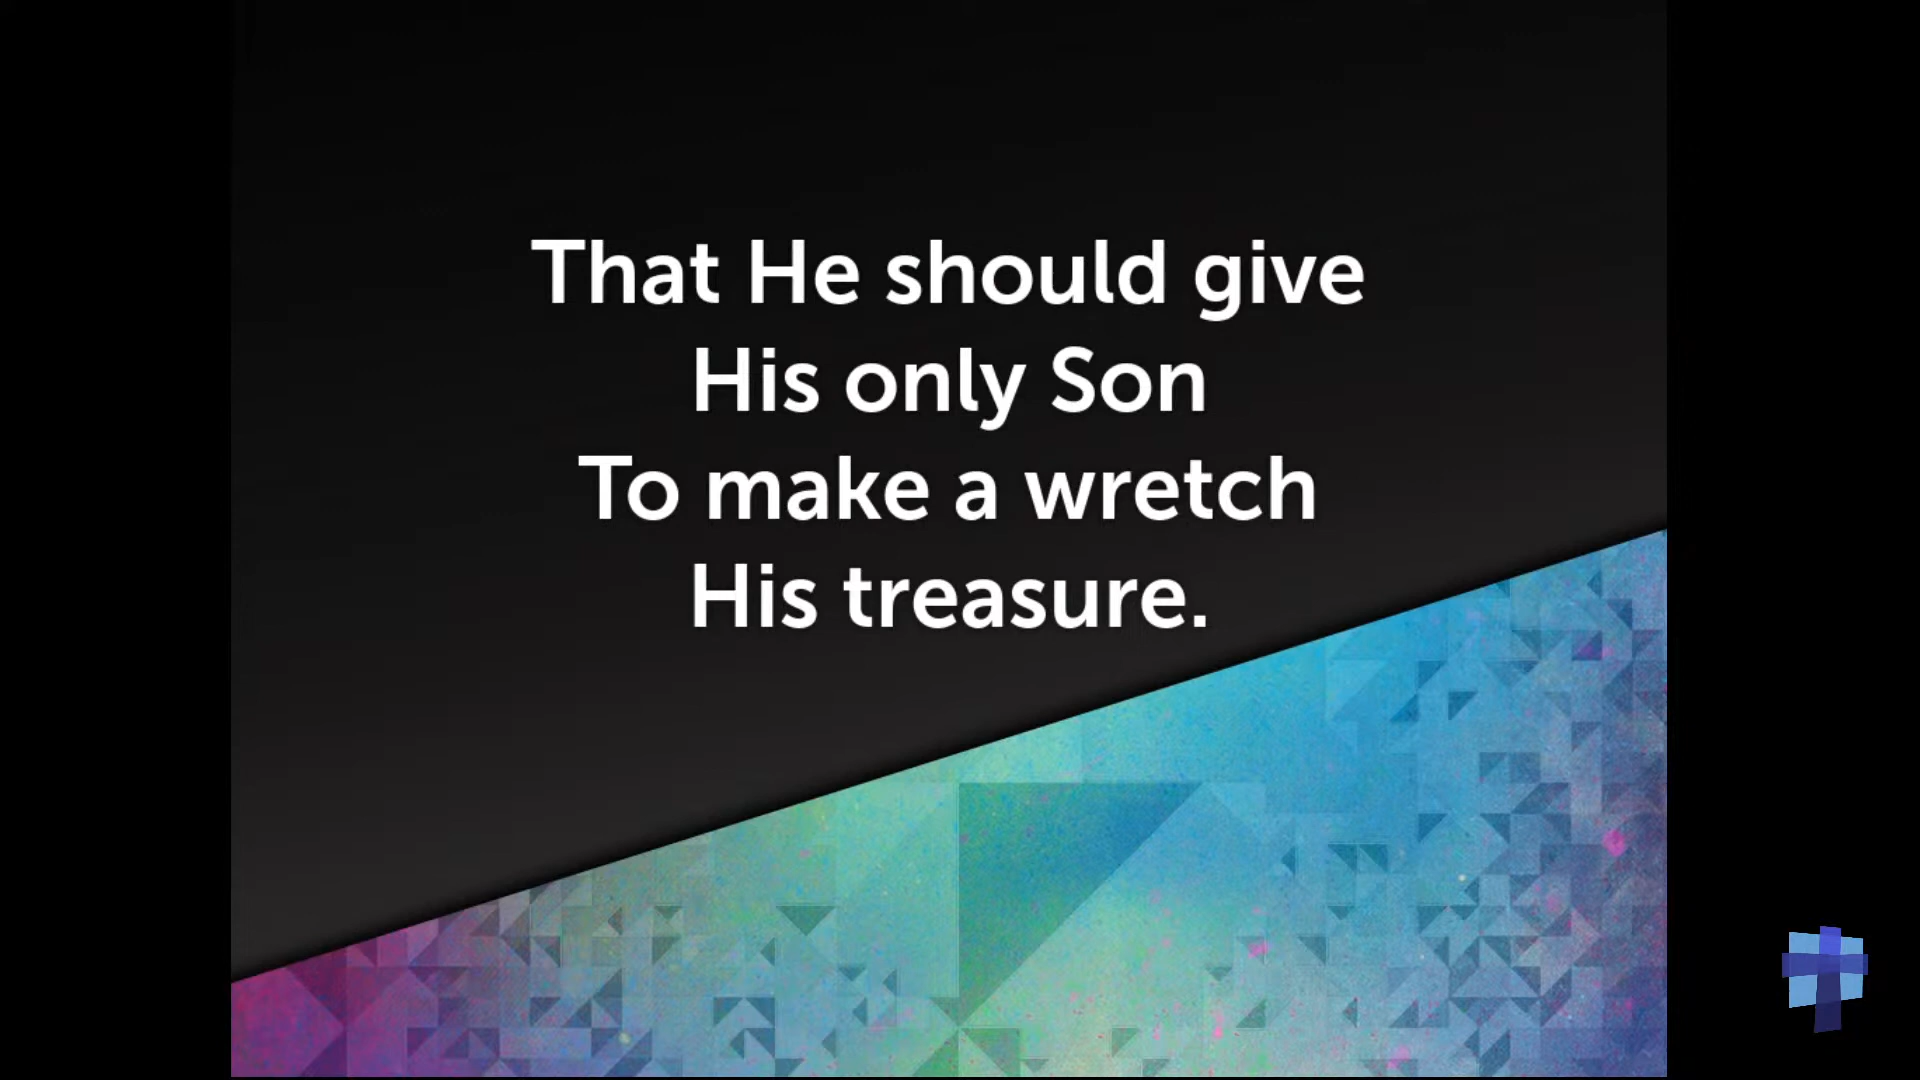 That He should give
His only Son
To make a wretch
His treasure.